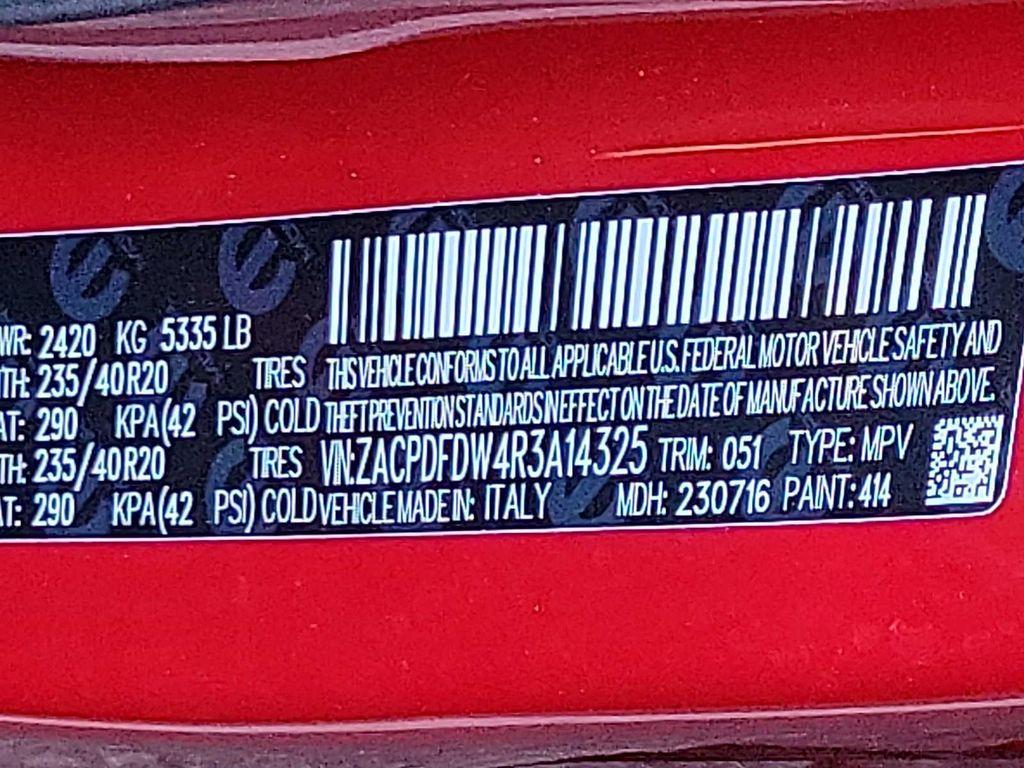 WR: 2420 KG 5335 LB
TH: 235/40R20 TIRES THIS VEHICLE CONFORMS TO ALL APPLICABLE U.S. FEDERAL MOTOR VEHICLE SAFETY AND
AT: 290 KPA(42 PSI) COLD THEFT PREVENTION STANDARDS IN EFFECT ON THE DATE OF MANUFACTURE SHOWN ABOVE.
TH: 235/40R20 TIRES VIN: ZACPDFDW4R3A14325 TRIM: 051 TYPE: MPV
AT: 290 KPA(42 PSI) COLD VEHICLE MADE IN: ITALY MDH: 230716 PAINT: 414